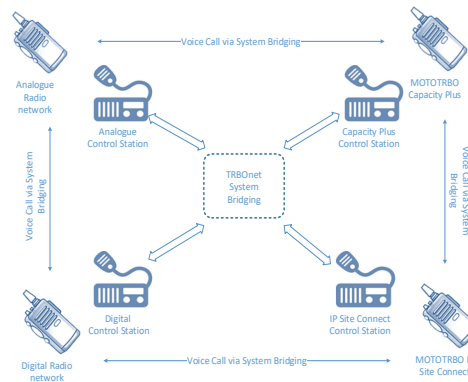 Voice Call via System Bridging
Analogue
Radio
network
MOTOTRBO
Capacity Plus
Analogue
Control Station
Capacity Plus
Control Station
TRBOnet
System
Bridging
Voice Call via System
Bridging
Voice Call via system
Bridging
Digital
Control Station
IP Site Connect
Control Station
Digital Radio
network
Voice Call via System Bridging
MOTOTRBO
Site Connect